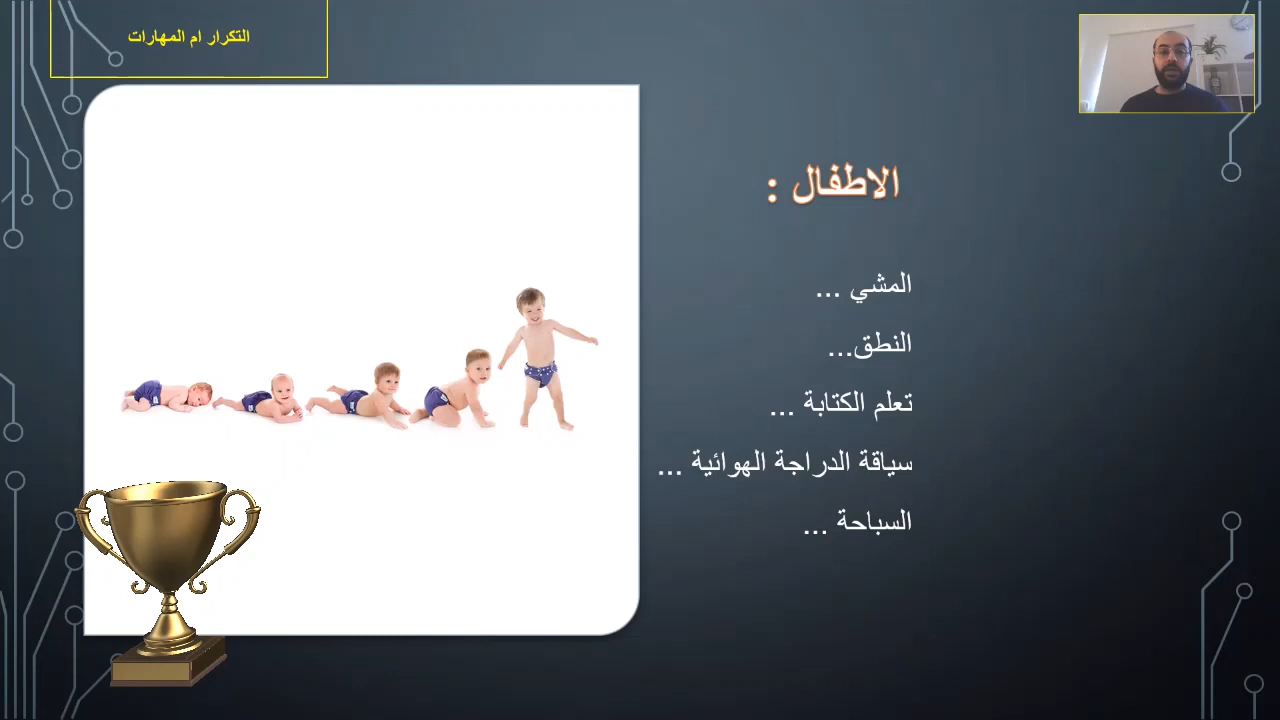 التكرار ام المهارات
الاطفال :
المشي ...
النطق...
تعلم الكتابة ...
سياقة الدراجة الهوائية ...
السباحة ...